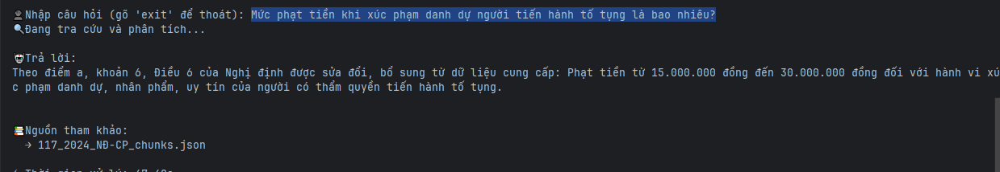 Nhập câu hỏi (gõ 'exit' để thoát): Mức phạt tiền khi xúc phạm danh dự người tiến hành tố tụng là bao nhiêu?
Đang tra cứu và phân tích...
Trả lời:
Theo điểm a, khoản 6, Điều 6 của Nghị định được sửa đổi, bổ sung từ dữ liệu cung cấp: Phạt tiền từ 15.000.000 đồng đến 30.000.000 đồng đối với hành vi xú
c phạm danh dự, nhân phẩm, uy tín của người có thẩm quyền tiến hành tố tụng.
Nguồn tham khảo:
→ 117_2024_NĐ-CP_chunks.json